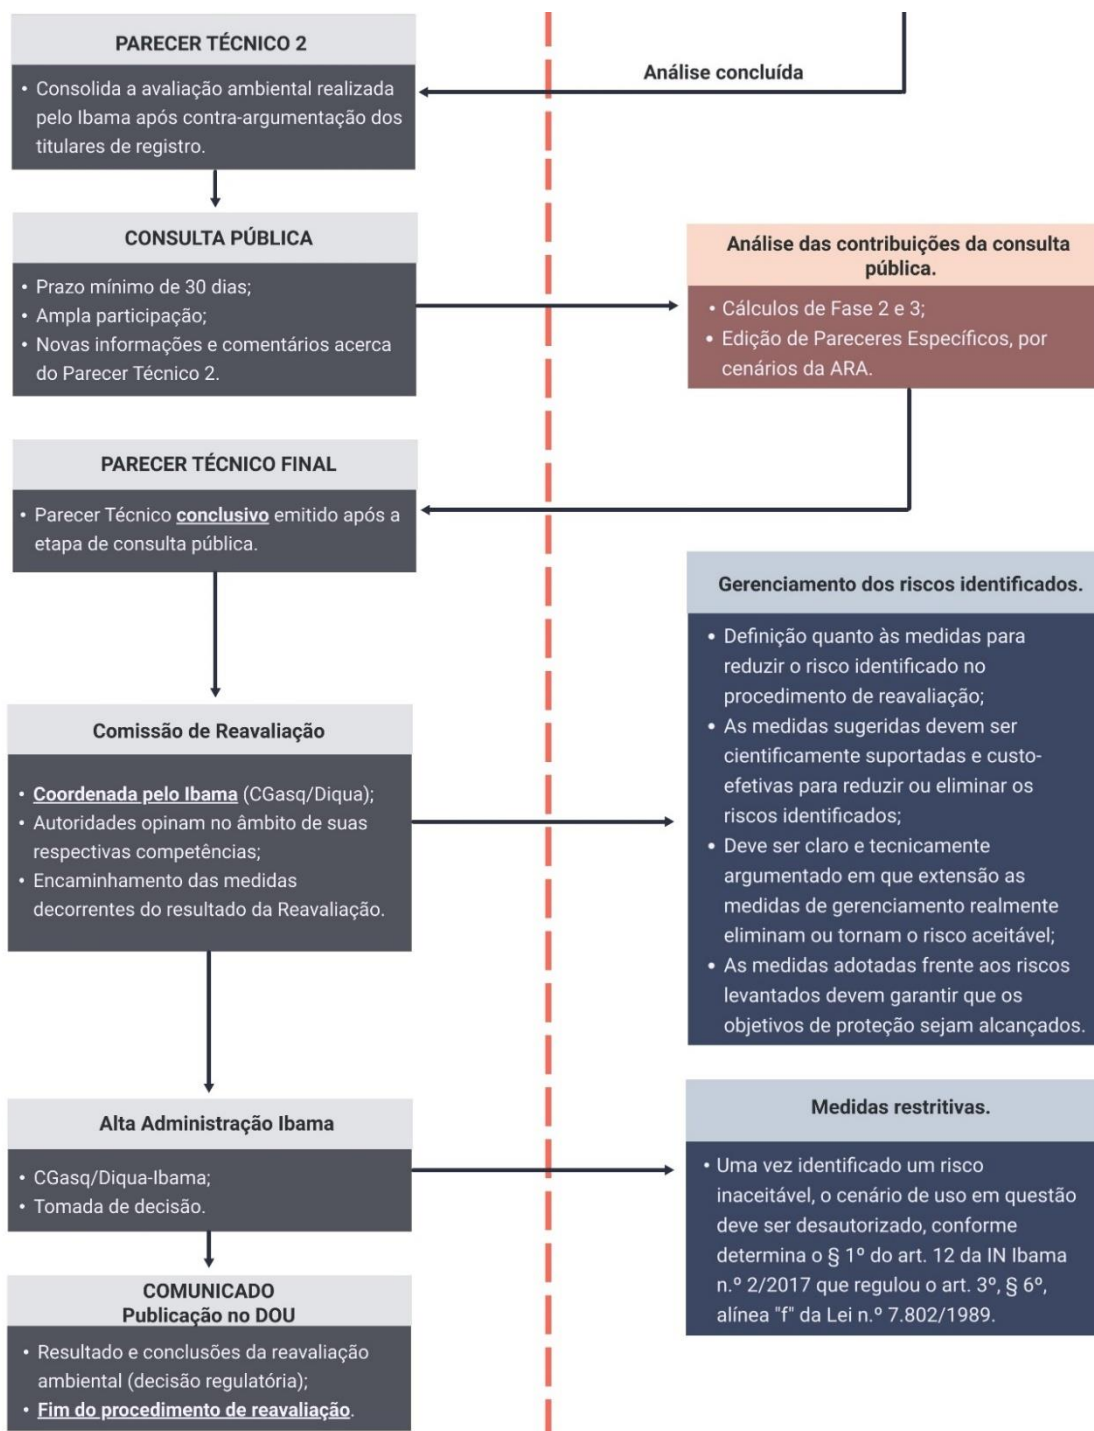 PARECER TÉCNICO 2
• Consolida a avaliação ambiental realizada
pelo Ibama após contra-argumentação dos
titulares de registro.
Análise concluída
CONSULTA PÚBLICA
• Prazo mínimo de 30 dias;
• Ampla participação;
• Novas informações e comentários acerca
do Parecer Técnico 2.
Análise das contribuições da consulta
pública.
• Cálculos de Fase 2 e 3;
• Edição de Pareceres Específicos, por
cenários da ARA.
PARECER TÉCNICO FINAL
• Parecer Técnico conclusivo emitido após a
etapa de consulta pública.
Comissão de Reavaliação
• Coordenada pelo Ibama (CGasq/Diqua);
• Autoridades opinam no âmbito de suas
respectivas competências;
• Encaminhamento das medidas
decorrentes do resultado da Reavaliação.
Gerenciamento dos riscos identificados.
• Definição quanto às medidas para
reduzir o risco identificado no
procedimento de reavaliação;
• As medidas sugeridas devem ser
cientificamente suportadas e custo-
efetivas para reduzir ou eliminar os
riscos identificados;
• Deve ser claro e tecnicamente
argumentado em que extensão as
medidas de gerenciamento realmente
eliminam ou tornam o risco aceitável;
• As medidas adotadas frente aos riscos
levantados devem garantir que os
objetivos de proteção sejam alcançados.
Alta Administração Ibama
• CGasq/Diqua-Ibama;
• Tomada de decisão.
Medidas restritivas.
• Uma vez identificado um risco
inaceitável, o cenário de uso em questão
deve ser desautorizado, conforme
determina o § 1º do art. 12 da IN Ibama
n.º 2/2017 que regulou o art. 3º, § 6º,
alínea "f" da Lei n.º 7.802/1989.
COMUNICADO
Publicação no DOU
• Resultado e conclusões da reavaliação
ambiental (decisão regulatória);
• Fim do procedimento de reavaliação.